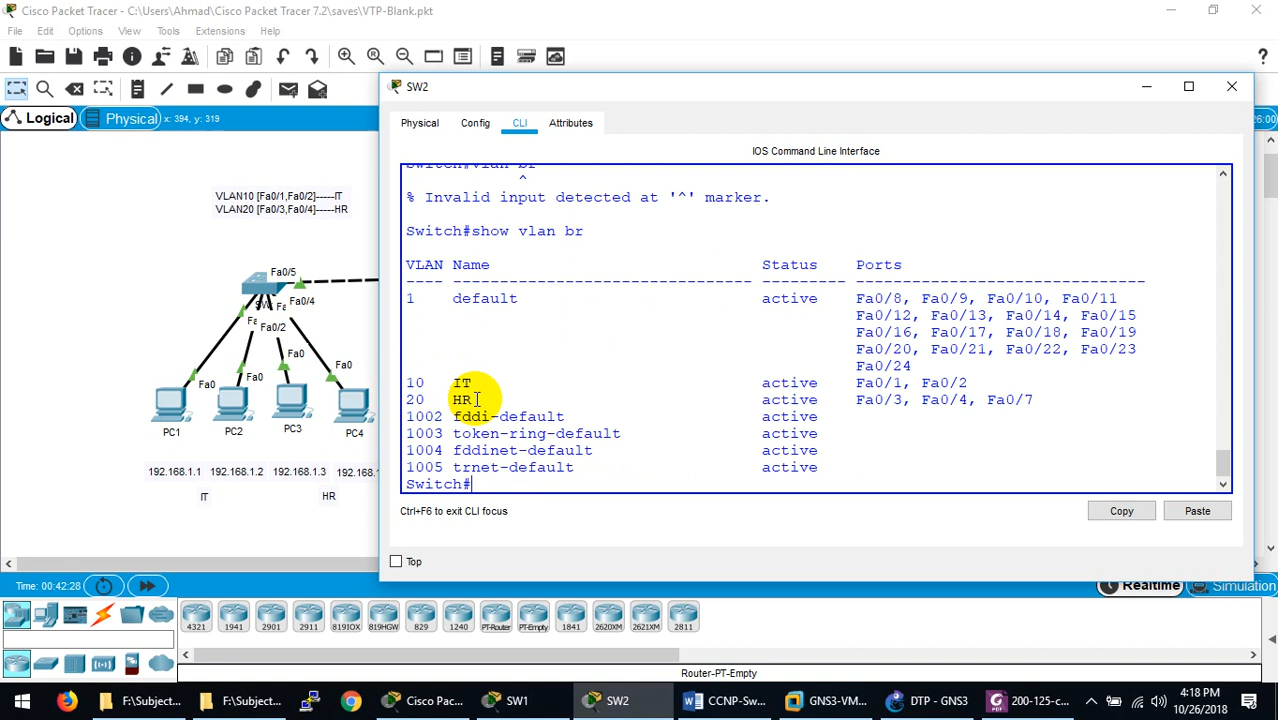 Cisco Packet Tracer - C:\Users\Ahmad\Cisco Packet Tracer 7.2\saves\VTP-Blank.pkt
File Edit Options View Tools Extensions Help
Logical Physical x: 394, y: 319
VLAN10 [Fa0/1,Fa0/2]-----IT
VLAN20 [Fa0/3,Fa0/4]-----HR
Fa0/5
Fa0/4
Fa0/2
Fa0
Fa0
Fa0
Fa0
PC1
PC2
PC3
PC4
192.168.1.1
192.168.1.2
192.168.1.3
IT
HR
SW2
Physical Config CLI Attributes
IOS Command Line Interface
Switch#vlan br
^
% Invalid input detected at '^' marker.
Switch#show vlan br
VLAN Name Status Ports
---- -------------------------------- --------- -------------------------------
1 default active Fa0/8, Fa0/9, Fa0/10, Fa0/11
Fa0/12, Fa0/13, Fa0/14, Fa0/15
Fa0/16, Fa0/17, Fa0/18, Fa0/19
Fa0/20, Fa0/21, Fa0/22, Fa0/23
Fa0/24
10 IT active Fa0/1, Fa0/2
20 HR active Fa0/3, Fa0/4, Fa0/7
1002 fddi-default active
1003 token-ring-default active
1004 fddinet-default active
1005 trnet-default active
Switch#
Ctrl+F6 to exit CLI focus
Copy Paste
Top
Time: 00:42:28
Realtime Simulation
4321 1941 2901 2911 819IOX 819HGW 829 1240 PT-Router PT-Empty 1841 2620XM 2621XM 2811
Router-PT-Empty
F:\Subject... F:\Subject... Cisco Pac... SW1 SW2 CCNP-Sw... GNS3-VM... DTP - GNS3 200-125-c...
4:18 PM
10/26/2018